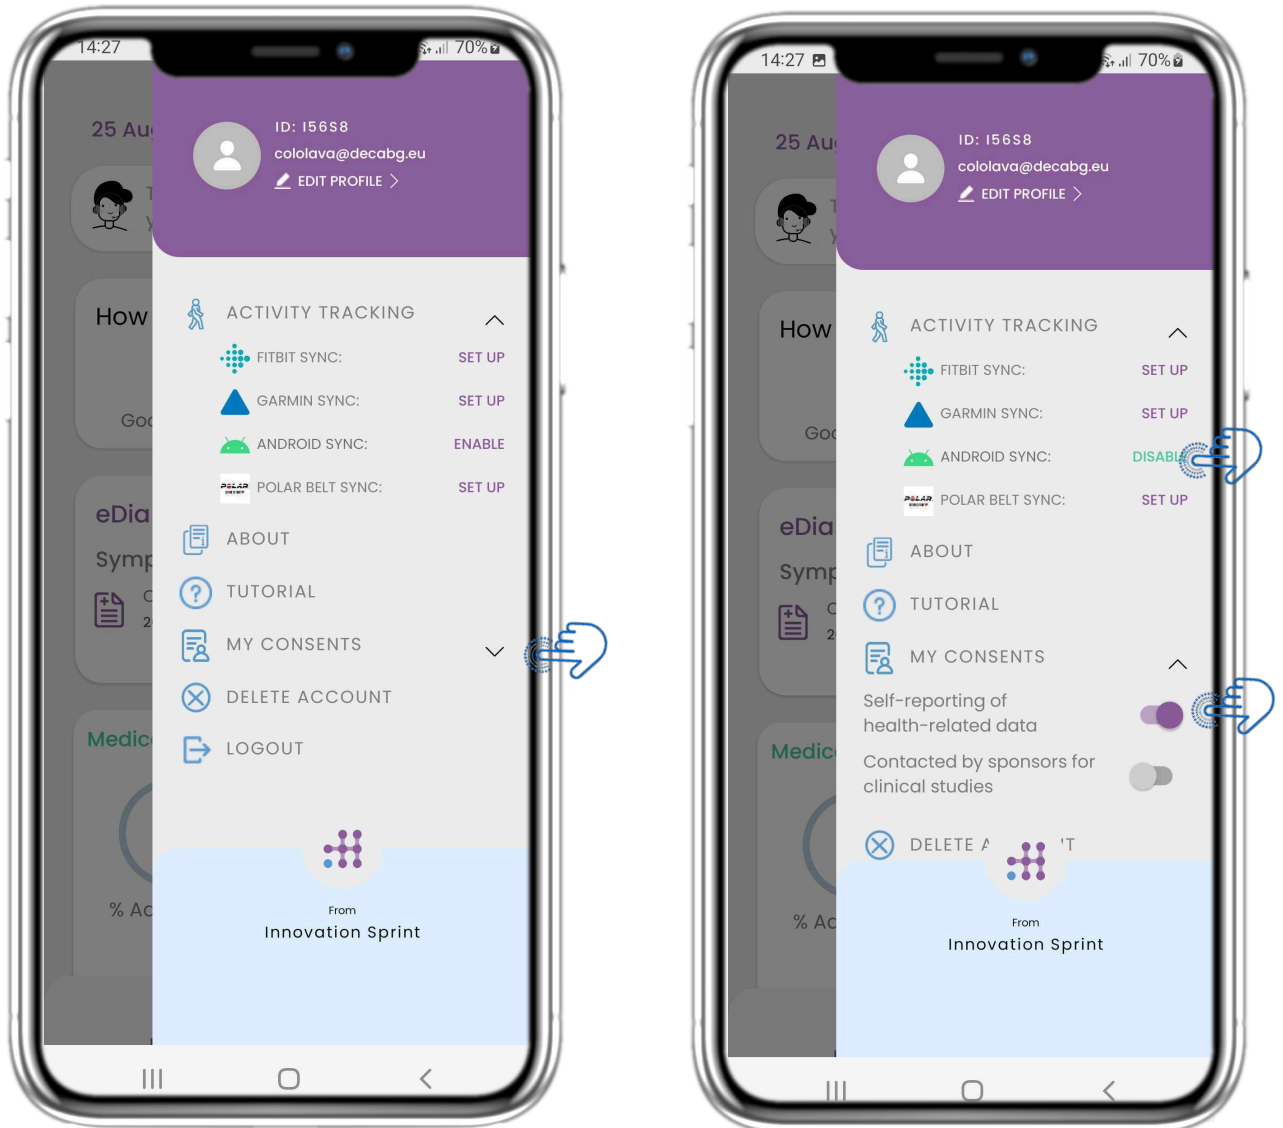 14:27
70%
25 Au
ID: I56S8
cololava@decabg.eu
EDIT PROFILE >
How
ACTIVITY TRACKING
FITBIT SYNC: SET UP
GARMIN SYNC: SET UP
Goo
ANDROID SYNC: ENABLE
POLAR BELT SYNC: SET UP
eDia
ABOUT
Symp
TUTORIAL
MY CONSENTS
DELETE ACCOUNT
Medic
LOGOUT
% Ac
From
Innovation Sprint
14:27
70%
25 Au
ID: I56S8
cololava@decabg.eu
EDIT PROFILE >
How
ACTIVITY TRACKING
FITBIT SYNC: SET UP
GARMIN SYNC: SET UP
Goo
ANDROID SYNC: DISABL
POLAR BELT SYNC: SET UP
eDia
ABOUT
Symp
TUTORIAL
MY CONSENTS
Self-reporting of
health-related data
Medic
Contacted by sponsors for
clinical studies
DELETE A T
% Ac
From
Innovation Sprint